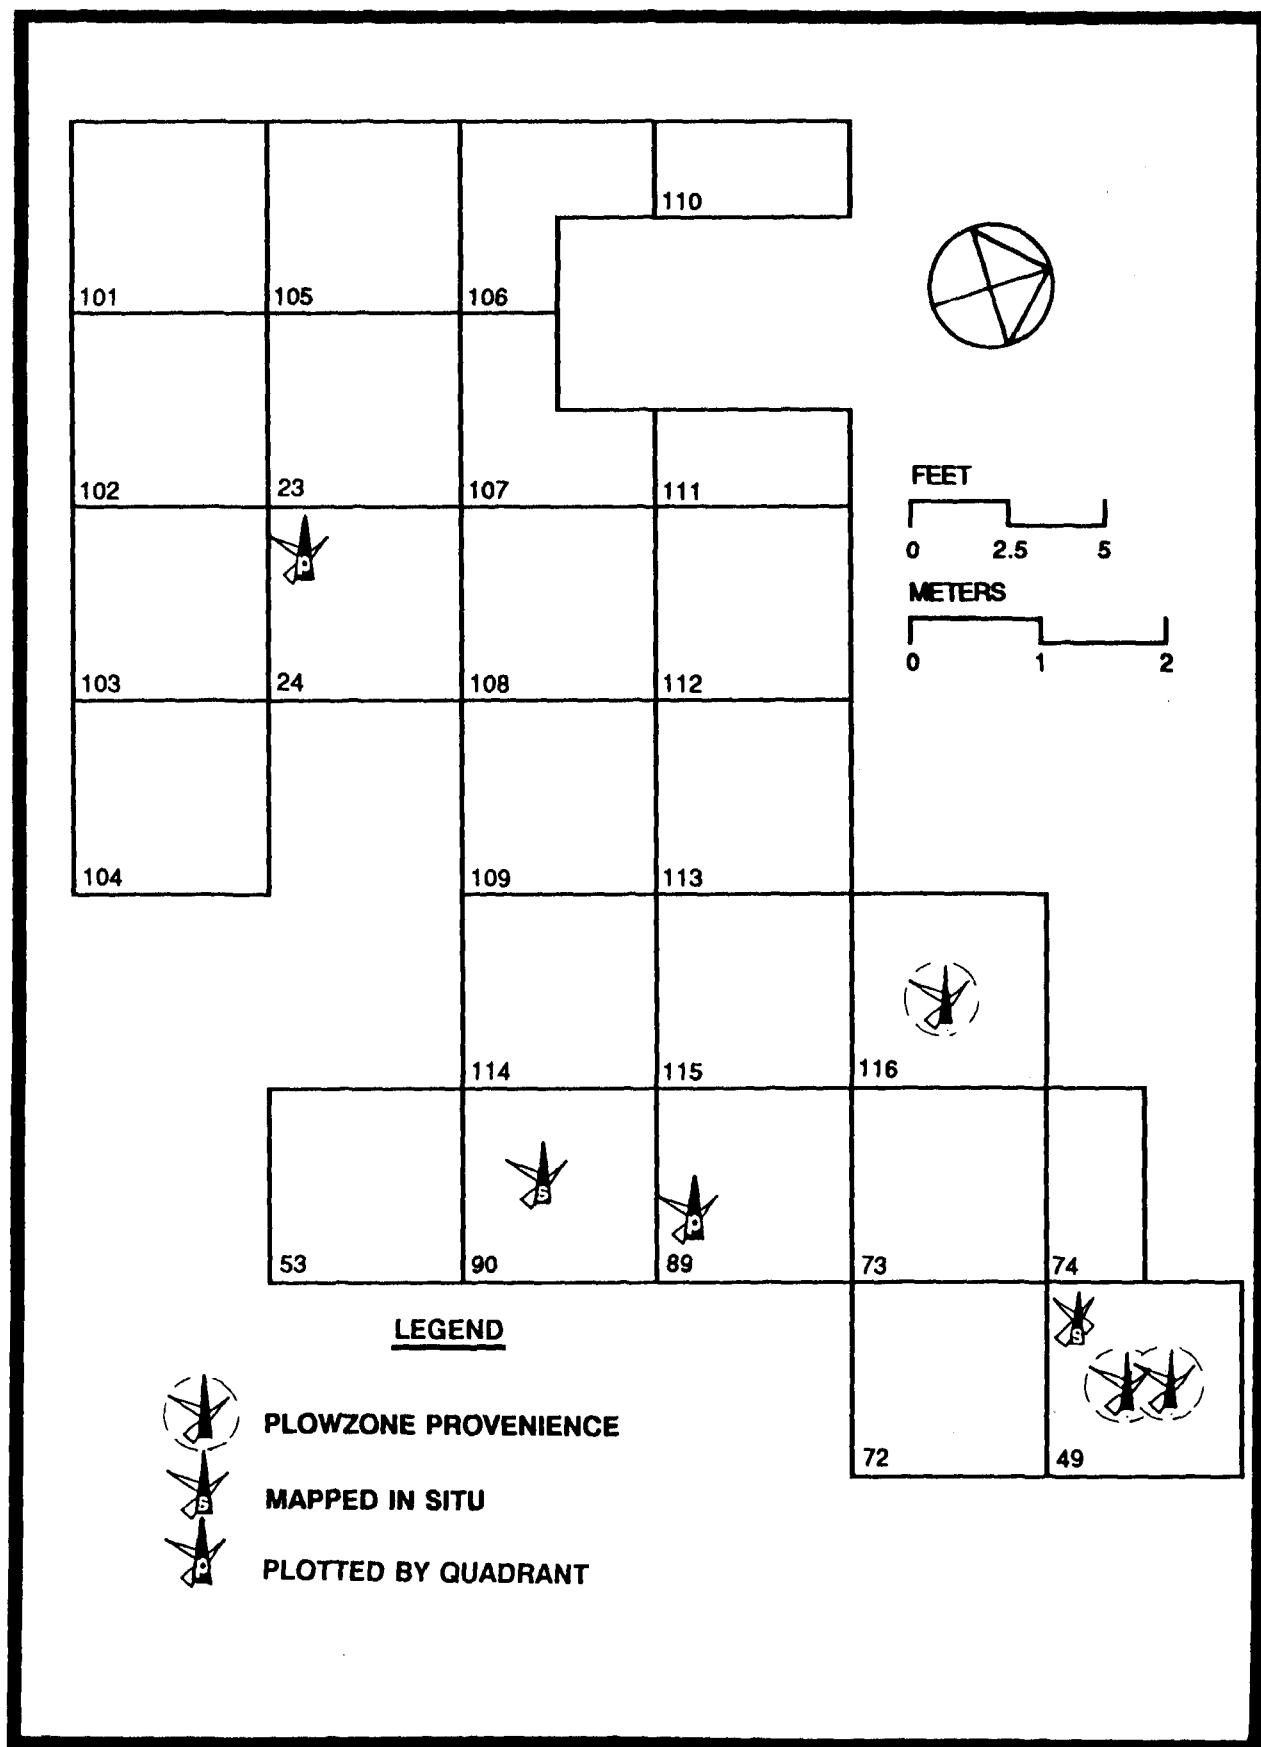 110
101 105 106
102 23 107 111
FEET
0 2.5 5
METERS
0 1 2
103 24 108 112
104 109 113
114 115 116
S
P
P
53 90 89 73 74
S
72 49
LEGEND
PLOWZONE PROVENIENCE
S MAPPED IN SITU
P PLOTTED BY QUADRANT